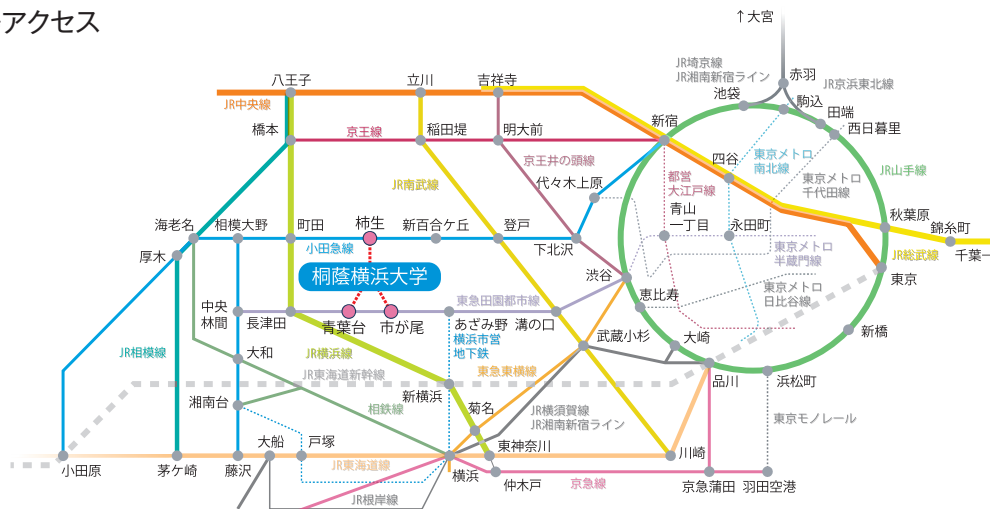 アクセス
↑大宮
JR埼京線
JR湘南新宿ライン
赤羽
JR京浜東北線
八王子
立川
吉祥寺
池袋
駒込
田端
西日暮里
JR中央線
新宿
橋本
京王線
稲田堤
明大前
四谷
東京メトロ
南北線
京王井の頭線
JR山手線
代々木上原
都営
大江戸線
東京メトロ
千代田線
JR南武線
青山
一丁目
永田町
秋葉原
錦糸町
海老名
相模大野
町田
柿生
新百合ケ丘
登戸
下北沢
小田急線
東京メトロ
半蔵門線
JR総武線
千葉
厚木
桐蔭横浜大学
渋谷
東京
東京メトロ
日比谷線
恵比寿
中央
林間
長津田
東急田園都市線
青葉台
市が尾
あざみ野
溝の口
横浜市営
地下鉄
武蔵小杉
大崎
新橋
JR相模線
大和
JR横浜線
JR東海道新幹線
東急東横線
品川
浜松町
湘南台
相鉄線
新横浜
菊名
JR横須賀線
JR湘南新宿ライン
東京モノレール
大船
戸塚
東神奈川
川崎
小田原
茅ケ崎
藤沢
JR東海道線
横浜
仲木戸
京急線
京急蒲田
羽田空港
JR根岸線